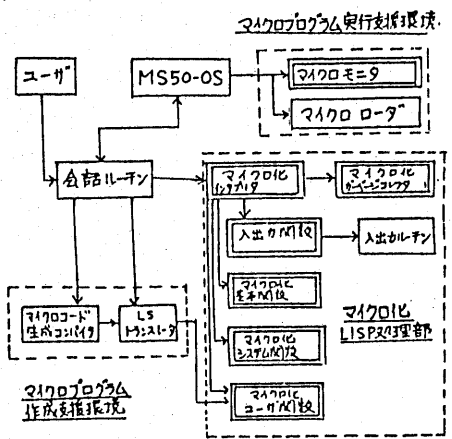 マイクロプログラム実行支援環境.
ユーザ
MS50-OS
マイクロモニタ
マイクロローダ
会話ルーチン
マイクロ化
インタプリタ
マイクロ化
ガーベージコレクター
入出力関数
入出力ルーチン
マイクロ化
基本関数
マイクロ化
LISP処理部
マイクロコード
生成コンパイラ
LS
トランスレータ
マイクロ化
システム関数
マイクロプログラム
作成支援環境
マイクロ化
ユーザ関数